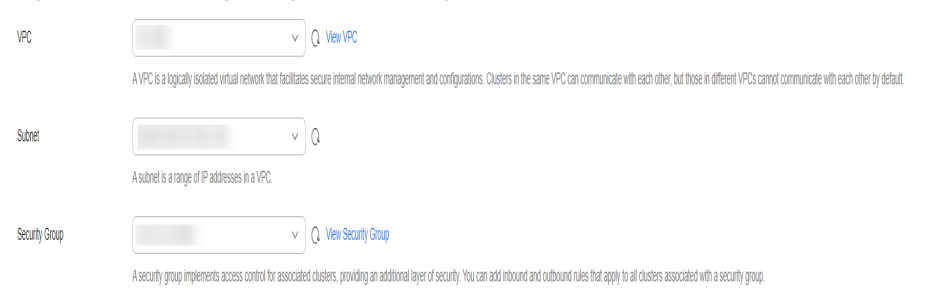 VPC
View VPC
A VPC is a logically isolated virtual network that facilitates secure internal network management and configurations. Clusters in the same VPC can communicate with each other, but those in different VPCs cannot communicate with each other by default.
Subnet
A subnet is a range of IP addresses in a VPC.
Security Group
View Security Group
A security group implements access control for associated clusters, providing an additional layer of security. You can add inbound and outbound rules that apply to all clusters associated with a security group.